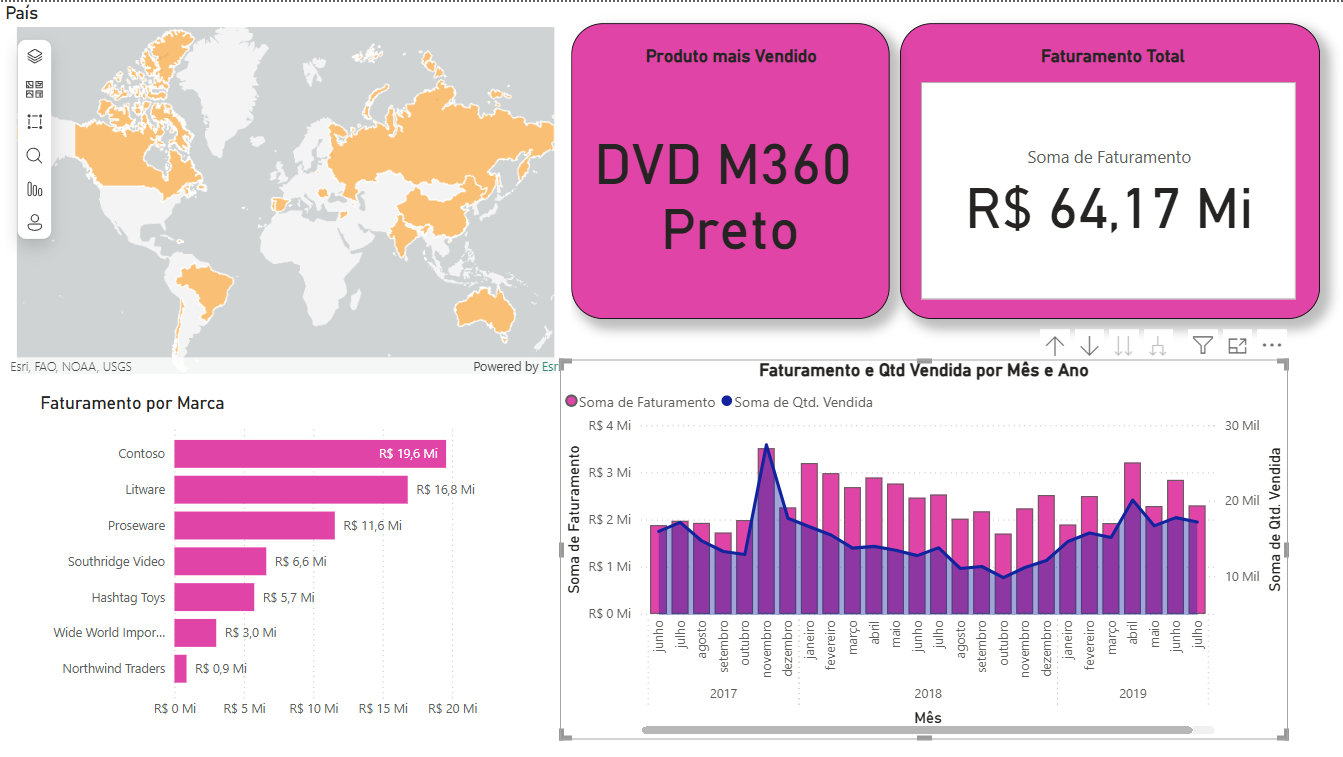 País
Esri, FAO, NOAA, USGS
Powered by Esr
Produto mais Vendido
DVD M360
Preto
Faturamento Total
Soma de Faturamento
R$ 64,17 Mi
Faturamento por Marca
Contoso
R$ 19,6 Mi
Litware
R$ 16,8 Mi
Proseware
R$ 11,6 Mi
Southridge Video
R$ 6,6 Mi
Hashtag Toys
R$ 5,7 Mi
Wide World Impor...
R$ 3,0 Mi
Northwind Traders
R$ 0,9 Mi
R$ 0 Mi R$ 5 Mi R$ 10 Mi R$ 15 Mi R$ 20 Mi
Faturamento e Qtd Vendida por Mês e Ano
Soma de Faturamento Soma de Qtd. Vendida
Soma de Faturamento
R$ 4 Mi
R$ 3 Mi
R$ 2 Mi
R$ 1 Mi
R$ 0 Mi
30 Mil
20 Mil
10 Mil
Soma de Qtd. Vendida
junho julho agosto setembro outubro novembro dezembro janeiro fevereiro março abril maio junho julho agosto setembro outubro novembro dezembro janeiro fevereiro março abril maio junho julho
2017 2018 2019
Mês